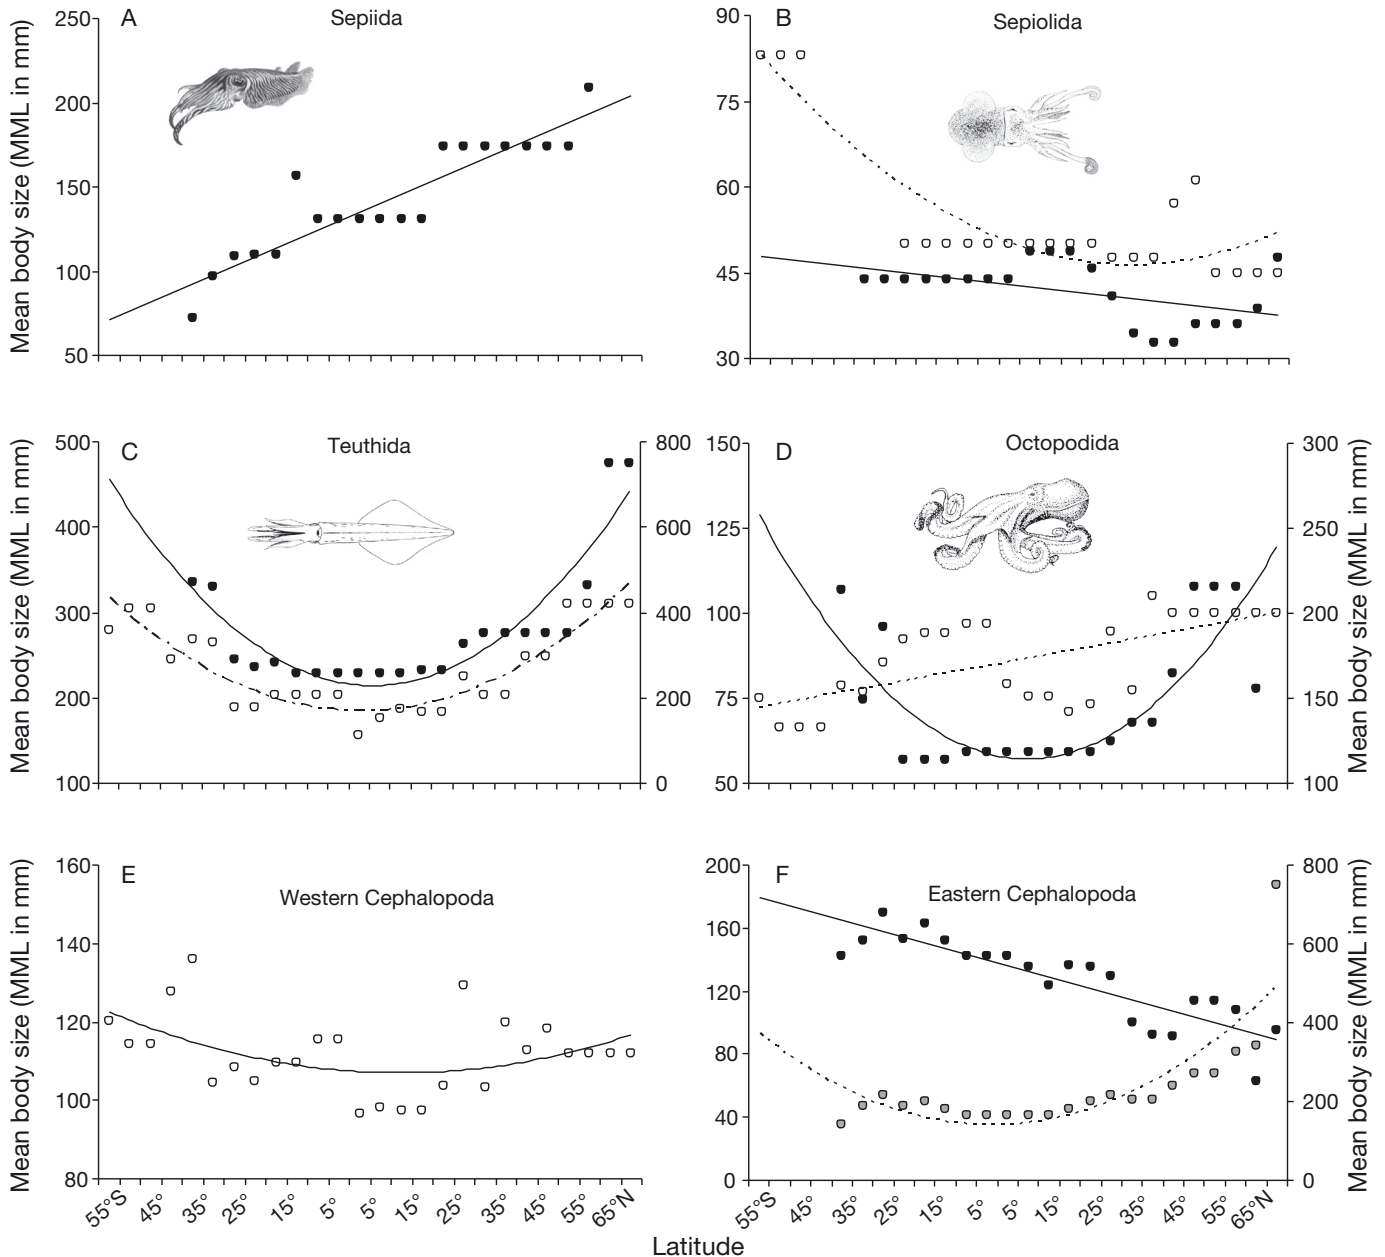 A
Sepiida
Mean body size (MML in mm)
250
200
150
100
50
B
Sepiolida
90
75
60
45
30
C
Teuthida
Mean body size (MML in mm)
500
400
300
200
100
800
600
400
200
0
D
Octopodida
150
125
100
75
50
300
250
200
150
100
Mean body size (MML in mm)
E
Western Cephalopoda
Mean body size (MML in mm)
160
140
120
100
80
55°S 45° 35° 25° 15° 5° 5° 15° 25° 35° 45° 55° 65°N
F
Eastern Cephalopoda
200
160
120
80
40
0
800
600
400
200
0
Mean body size (MML in mm)
55°S 45° 35° 25° 15° 5° 5° 15° 25° 35° 45° 55° 65°N
Latitude